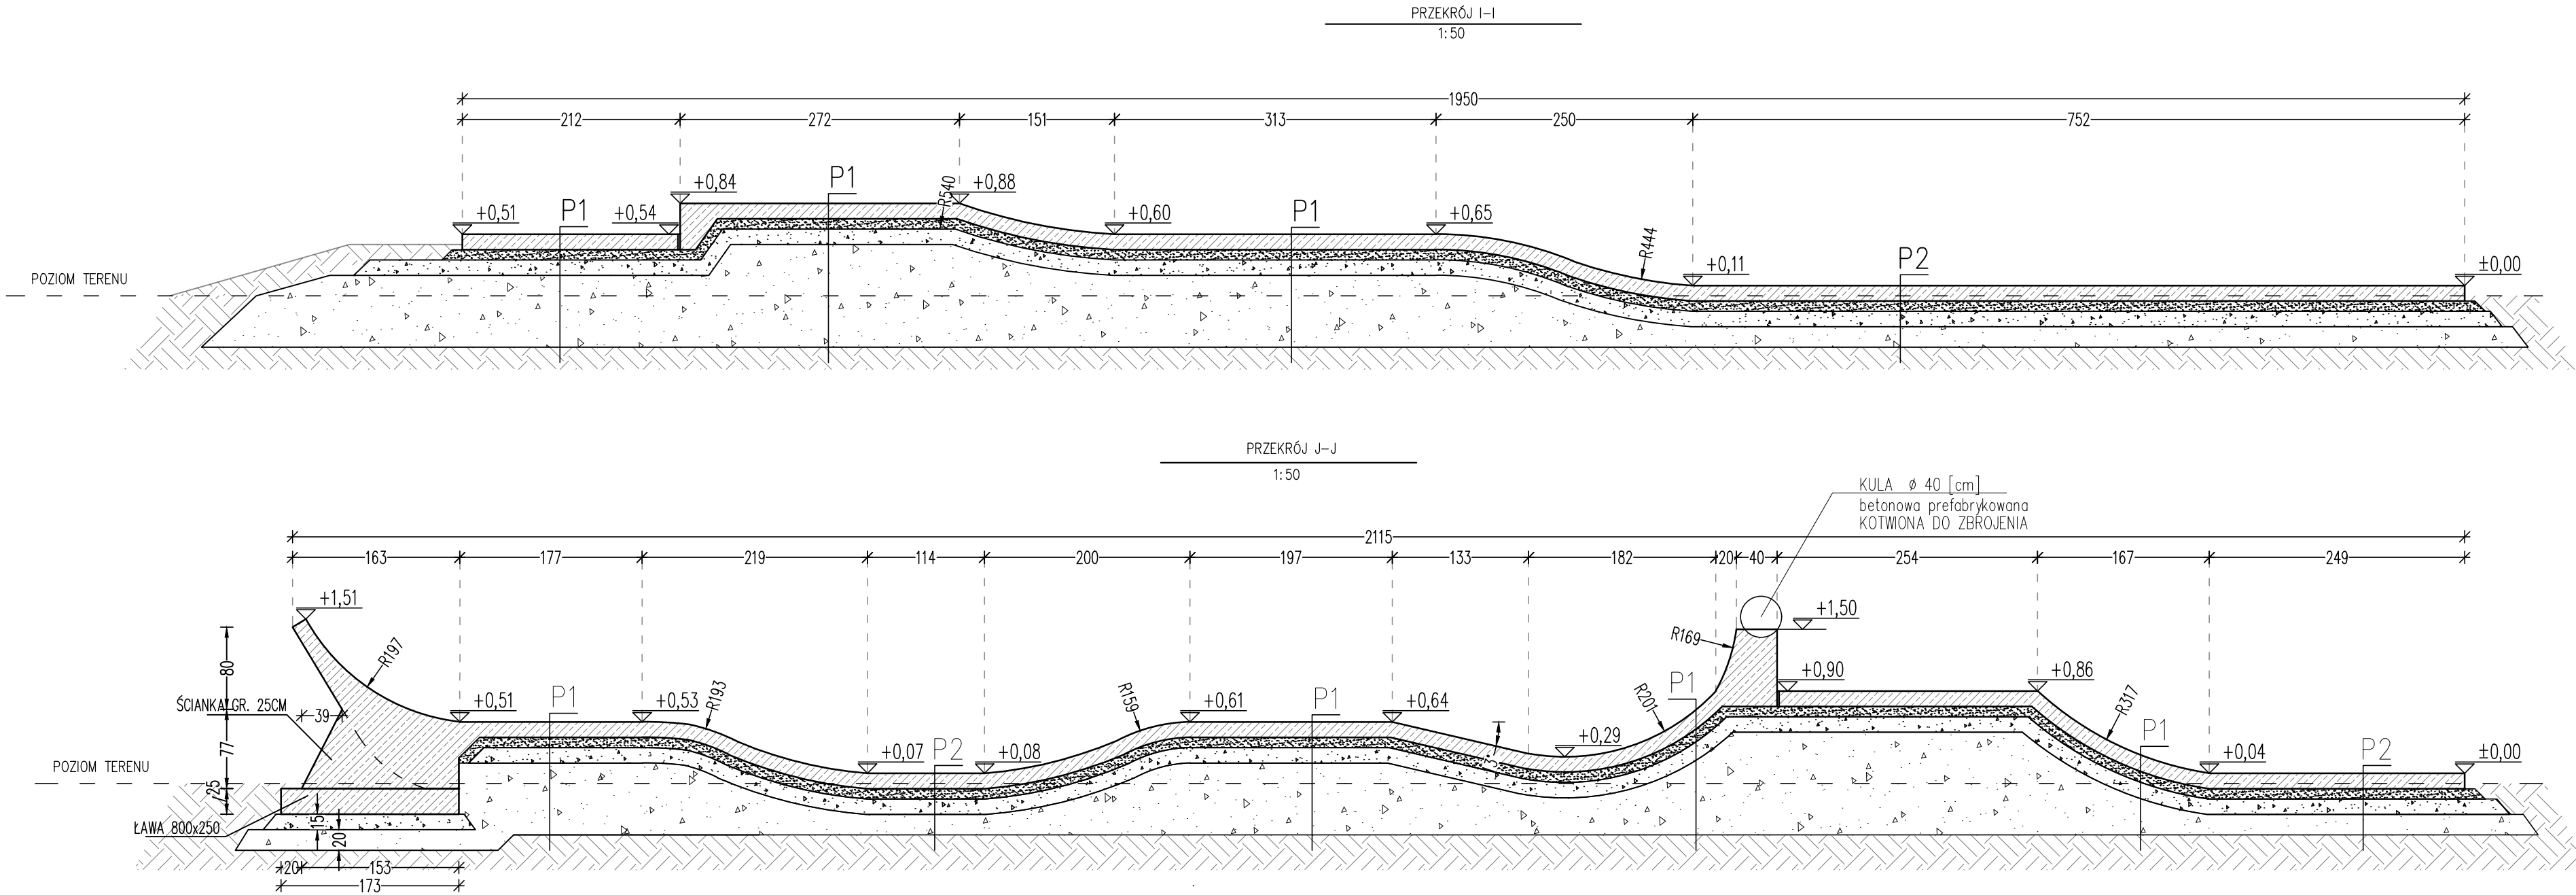 PRZEKRÓJ I-I
1:50
1950
212 272 151 313 250 752
+0,51 P1 +0,54 +0,84 P1 R540 +0,88 +0,60 P1 +0,65 R444 +0,11 P2 ±0,00
POZIOM TERENU
PRZEKRÓJ J-J
1:50
KULA ø 40 [cm]
betonowa prefabrykowana
KOTWIONA DO ZBROJENIA
2115
163 177 219 114 200 197 133 182 20 40 254 167 249
+1,51 R197 +0,51 P1 +0,53 R193 +0,07 P2 +0,08 R159 +0,61 P1 +0,64 +0,29 R201 P1 R169 +1,50 +0,90 +0,86 R317 P1 +0,04 P2 ±0,00
80
ŚCIANKA GR. 25CM
39
77
POZIOM TERENU
25
ŁAWA 800x250
15
20
20 153
173